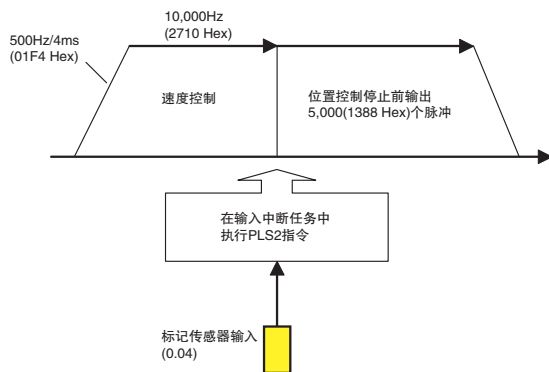 10,000Hz
(2710 Hex)
500Hz/4ms
(01F4 Hex)
速度控制
位置控制停止前输出
5,000(1388 Hex)个脉冲
在输入中断任务中
执行PLS2指令
标记传感器输入
(0.04)